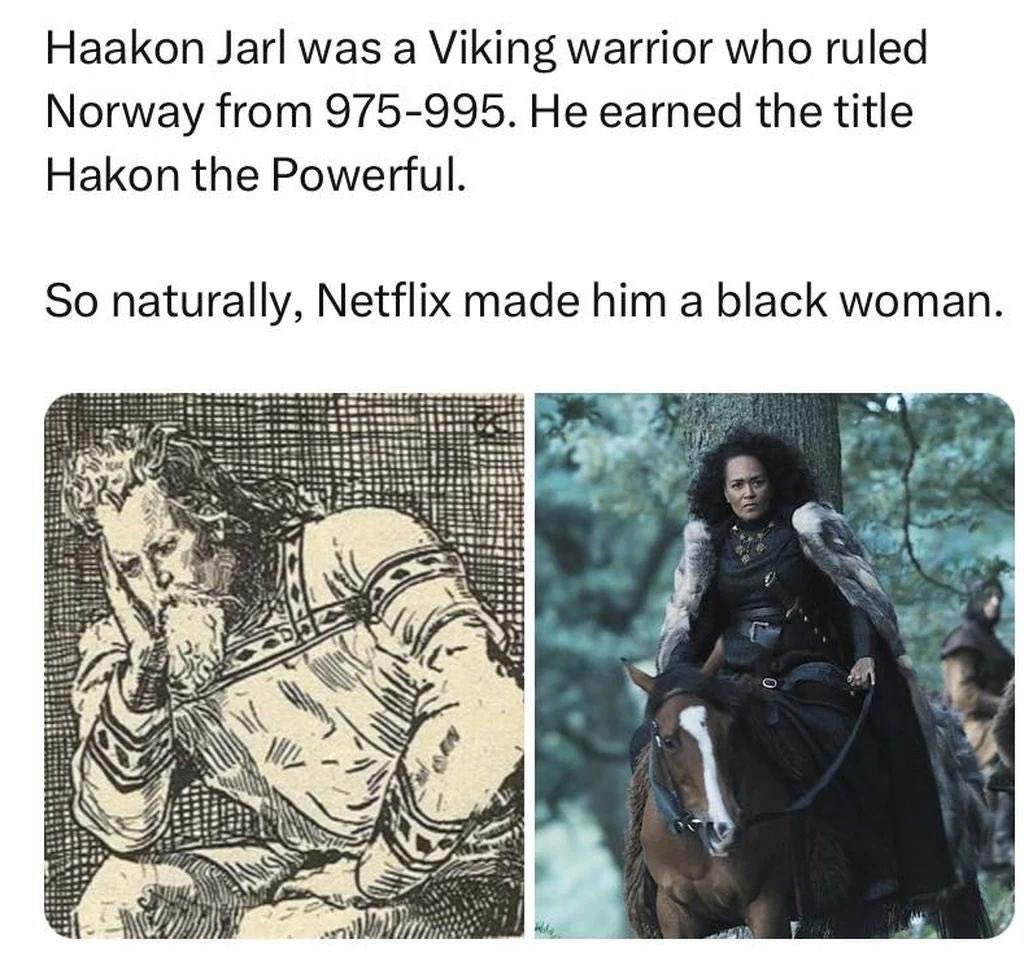 Haakon Jarl was a Viking warrior who ruled
Norway from 975-995. He earned the title
Hakon the Powerful.
So naturally, Netflix made him a black woman.